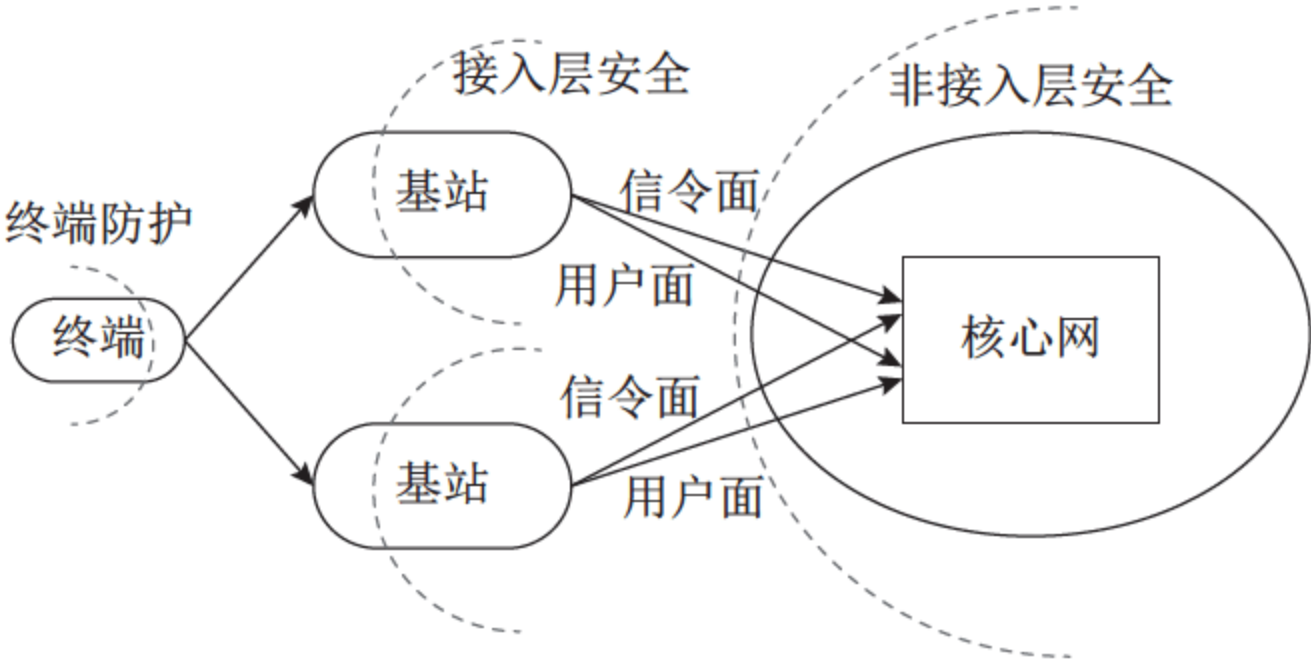 接入层安全
非接入层安全
基站
信令面
终端防护
用户面
终端
核心网
信令面
基站
用户面